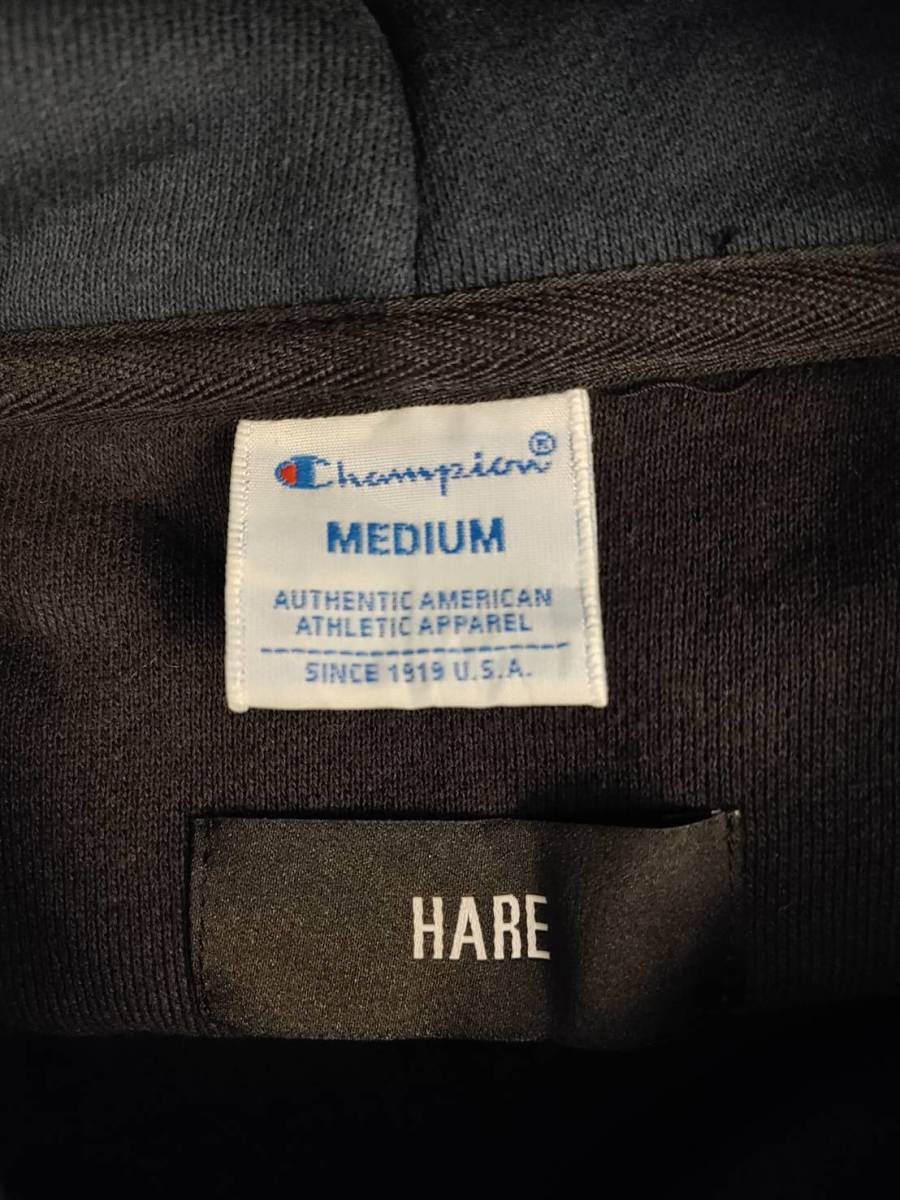 Champion®
MEDIUM
AUTHENTIC AMERICAN
ATHLETIC APPAREL
SINCE 1919 U.S.A.
HARE